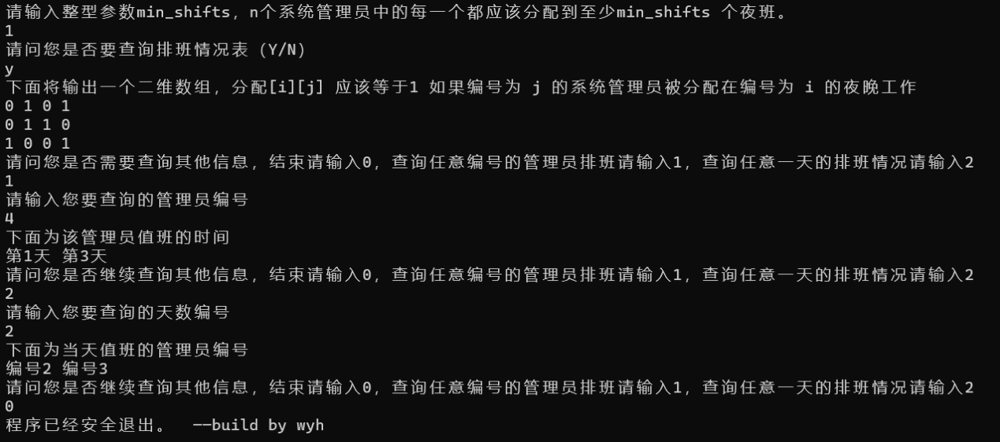 请输入整型参数min_shifts，n个系统管理员中的每一个都应该分配到至少min_shifts 个夜班。
1
请问您是否要查询排班情况表（Y/N）
y
下面将输出一个二维数组，分配[i][j] 应该等于1 如果编号为 j 的系统管理员被分配在编号为 i 的夜晚工作
0 1 0 1
0 1 1 0
1 0 0 1
请问您是否需要查询其他信息，结束请输入0，查询任意编号的管理员排班请输入1，查询任意一天的排班情况请输入2
1
请输入您要查询的管理员编号
4
下面为该管理员值班的时间
第1天 第3天
请问您是否继续查询其他信息，结束请输入0，查询任意编号的管理员排班请输入1，查询任意一天的排班情况请输入2
2
请输入您要查询的天数编号
2
下面为当天值班的管理员编号
编号2 编号3
请问您是否继续查询其他信息，结束请输入0，查询任意编号的管理员排班请输入1，查询任意一天的排班情况请输入2
0
程序已经安全退出。  --build by wyh